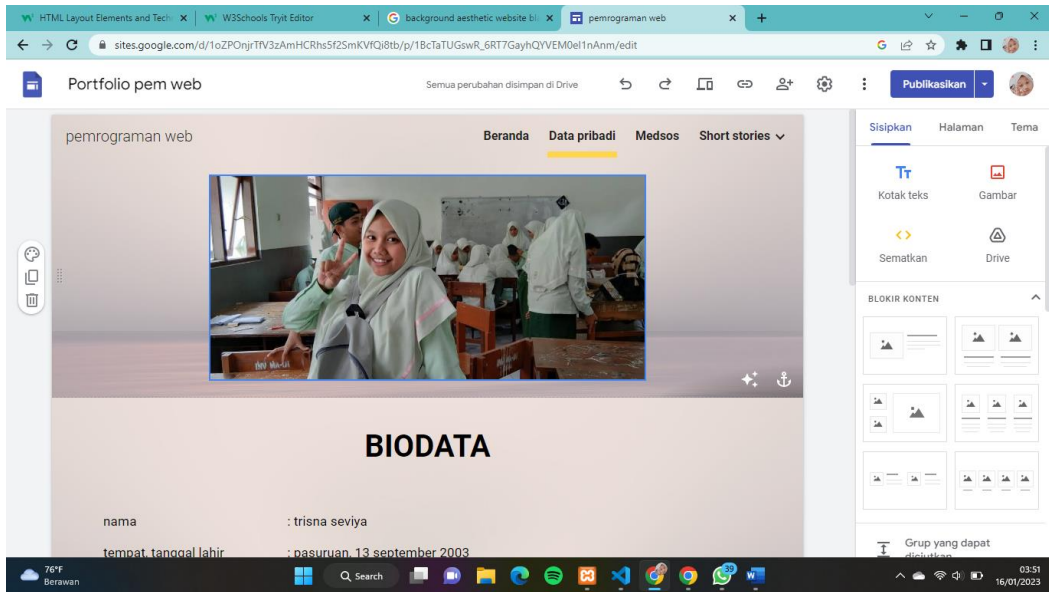 HTML Layout Elements and Tech
W3Schools Tryit Editor
background aesthetic website bl
pemrograman web
sites.google.com/d/1oZPOnjrTfV3zAmHCRhs5f2SmKVfQi8tb/p/1BcTaTUGswR_6RT7GayhQYVEM0el1nAnm/edit
Portfolio pem web
Semua perubahan disimpan di Drive
Publikasikan
pemrograman web
Beranda Data pribadi Medsos Short stories
Sisipkan Halaman Tema
Kotak teks Gambar
Sematkan Drive
BLOKIR KONTEN
BIODATA
nama : trisna seviya
tempat, tanggal lahir : pasuruan, 13 september 2003
Grup yang dapat
diciutkan
76°F
Berawan
Search
39
03:51
16/01/2023